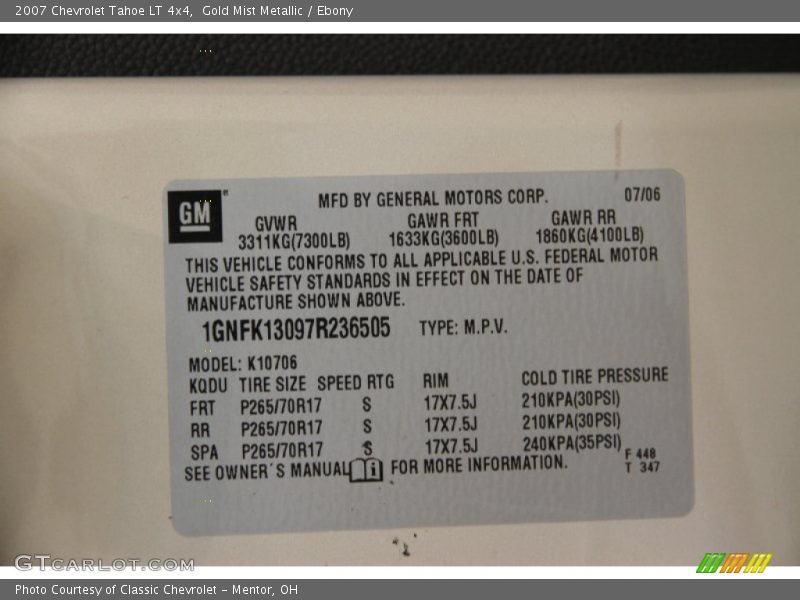 2007 Chevrolet Tahoe LT 4x4, Gold Mist Metallic / Ebony
GM
MFD BY GENERAL MOTORS CORP. 07/06
GVWR GAWR FRT GAWR RR
3311KG(7300LB) 1633KG(3600LB) 1860KG(4100LB)
THIS VEHICLE CONFORMS TO ALL APPLICABLE U.S. FEDERAL MOTOR
VEHICLE SAFETY STANDARDS IN EFFECT ON THE DATE OF
MANUFACTURE SHOWN ABOVE.
1GNFK13097R236505 TYPE: M.P.V.
MODEL: K10706
KQDU TIRE SIZE SPEED RTG RIM COLD TIRE PRESSURE
FRT P265/70R17 S 17X7.5J 210KPA(30PSI)
RR P265/70R17 S 17X7.5J 210KPA(30PSI)
SPA P265/70R17 S 17X7.5J 240KPA(35PSI)
SEE OWNER'S MANUAL i FOR MORE INFORMATION.
F 448
T 347
GTCARLOT.COM
Photo Courtesy of Classic Chevrolet - Mentor, OH